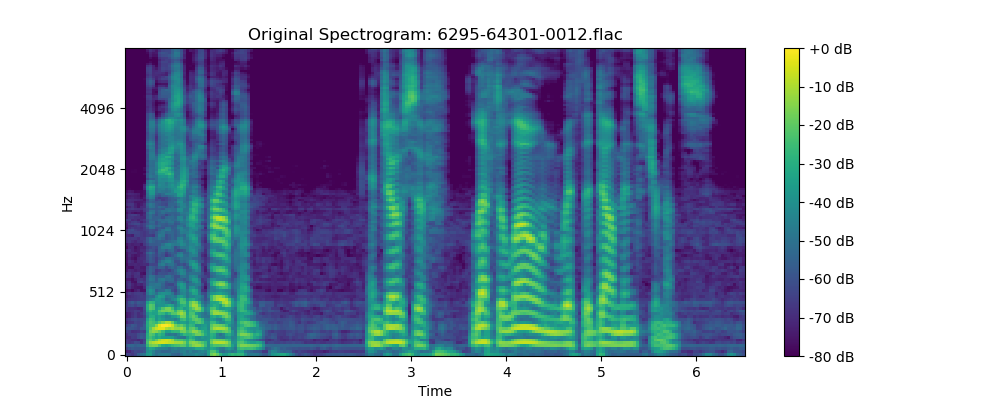 Original Spectrogram: 6295-64301-0012.flac
Hz
4096
2048
1024
512
0
0 1 2 3 4 5 6
Time
+0 dB
-10 dB
-20 dB
-30 dB
-40 dB
-50 dB
-60 dB
-70 dB
-80 dB